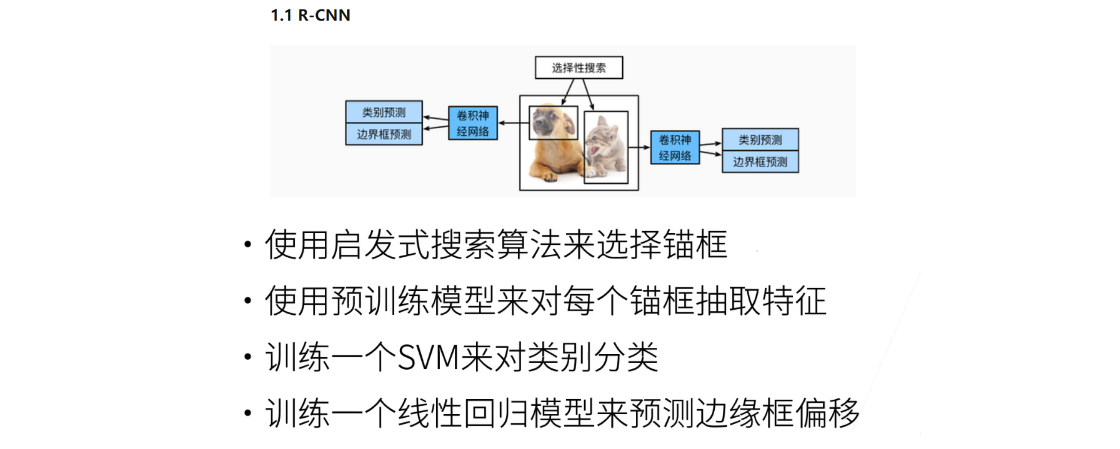 1.1 R-CNN
选择性搜索
类别预测
边界框预测
卷积神
经网络
卷积神
经网络
类别预测
边界框预测
• 使用启发式搜索算法来选择锚框
• 使用预训练模型来对每个锚框抽取特征
• 训练一个SVM来对类别分类
• 训练一个线性回归模型来预测边缘框偏移